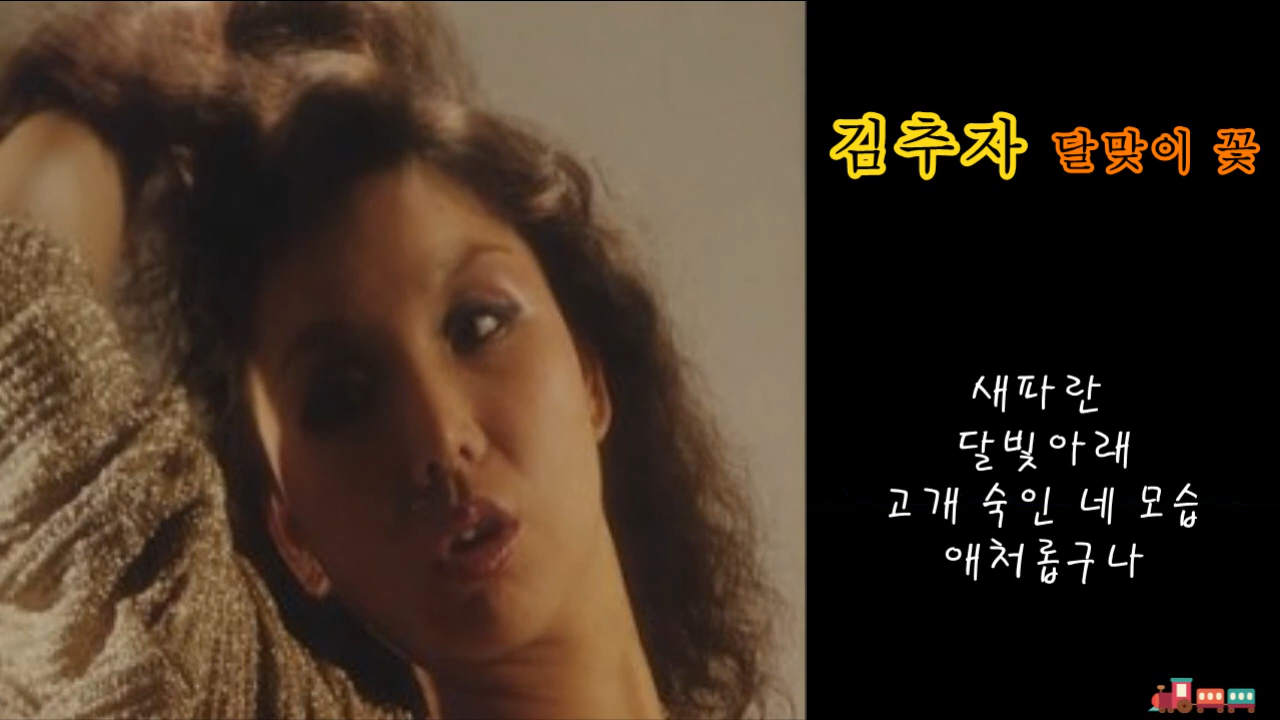 김추자 달맞이 꽃
새파란
달빛아래
고개 숙인 네 모습
애처롭구나